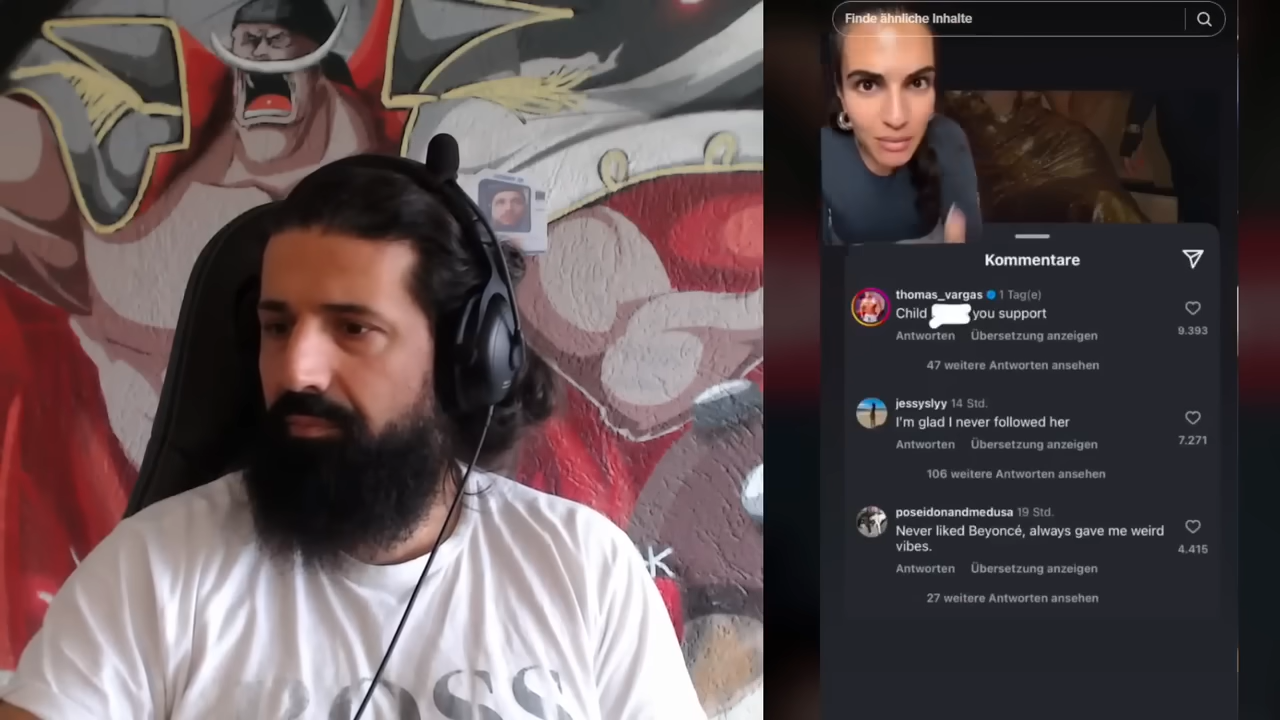 Finde ähnliche Inhalte
Kommentare
thomas_vargas 1 Tag(e)
Child you support
9.393
Antworten Übersetzung anzeigen
47 weitere Antworten ansehen
jessyslyy 14 Std.
I'm glad I never followed her
7.271
Antworten Übersetzung anzeigen
106 weitere Antworten ansehen
poseidonandmedusa 19 Std.
Never liked Beyoncé, always gave me weird
vibes.
4.415
Antworten Übersetzung anzeigen
27 weitere Antworten ansehen
BOSS